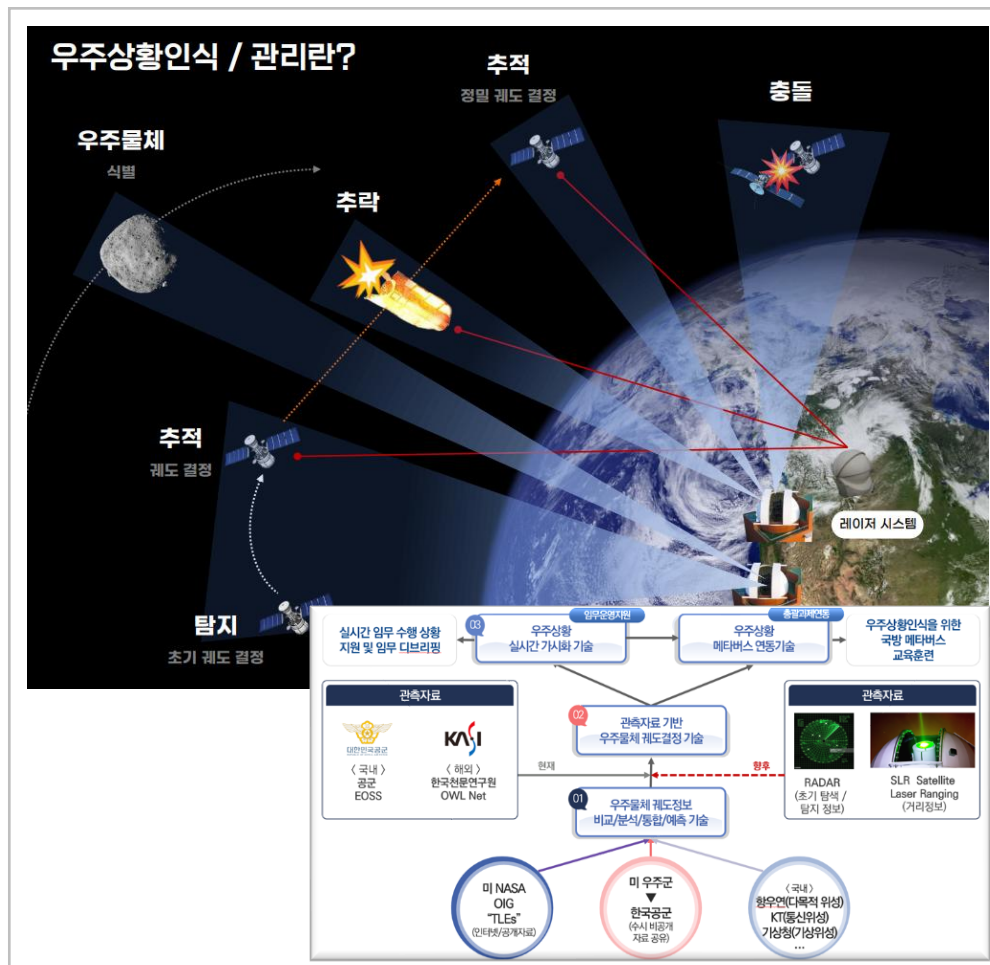 우주상황인식 / 관리란?
추적
정밀 궤도 결정
충돌
우주물체
식별
추락
추적
궤도 결정
레이저 시스템
탐지
초기 궤도 결정
임무운영지원
총괄과제연동
실시간 임무 수행 상황
지원 및 임무 디브리핑
03
우주상황
실시간 가시화 기술
우주상황
메타버스 연동기술
우주상황인식을 위한
국방 메타버스
교육훈련
관측자료
대한민국공군
〈 국내 〉
공군
EOSS
KASI
〈 해외 〉
한국천문연구원
OWL Net
02
관측자료 기반
우주물체 궤도결정 기술
현재
향후
관측자료
RADAR
(초기 탐색 /
탐지 정보)
SLR Satellite
Laser Ranging
(거리정보)
01
우주물체 궤도정보
비교/분석/통합/예측 기술
미 NASA
OIG
“TLEs”
(인터넷/공개자료)
미 우주군
▼
한국공군
(수시 비공개
자료 공유)
〈국내〉
항우연(다목적 위성)
KT(통신위성)
기상청(기상위성)
...